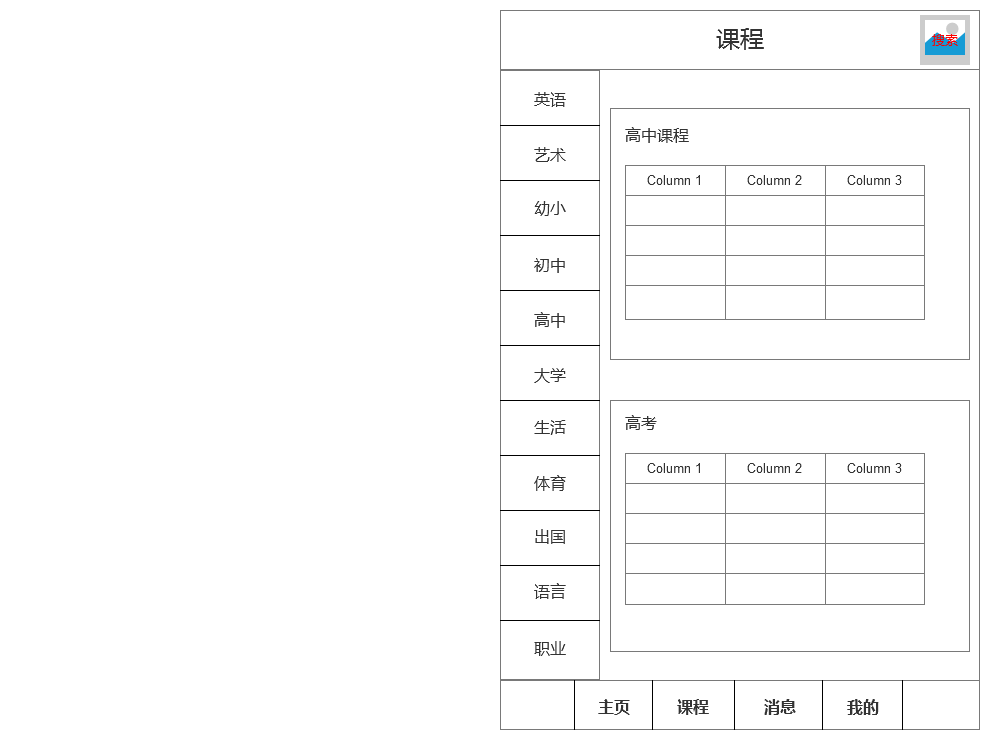 课程
搜索
英语
艺术
幼小
初中
高中
大学
生活
体育
出国
语言
职业
高中课程
Column 1 Column 2 Column 3
高考
Column 1 Column 2 Column 3
主页 课程 消息 我的